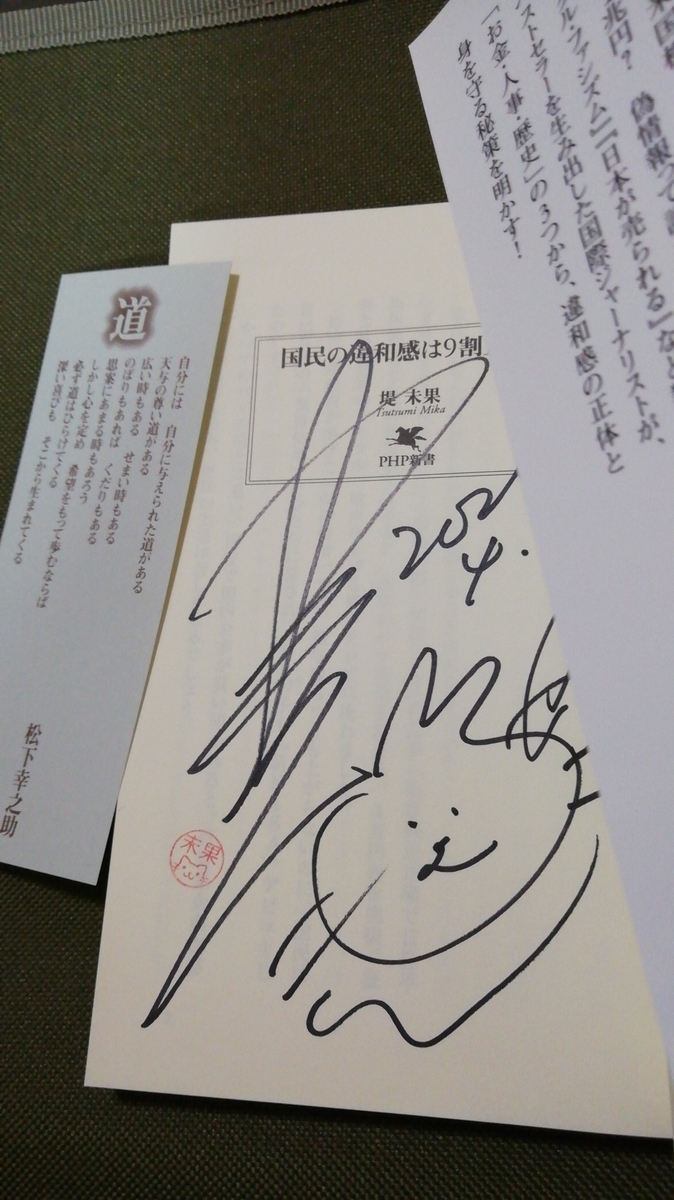 道
自分には 自分に与えられた道がある
天与の尊い道がある
広い時もある せまい時もある
のぼりもあれば くだりもある
思案にあまる時もあろう
しかし心を定め 希望をもって歩むならば
必ず道はひらけてくる
深い喜びも そこから生まれてくる
松下幸之助
国民の違和感は9割
堤 未果
Tsutsumi Mika
PHP新書
202
4.
未果
兆円? 偽情報って
ル・ファシズム』『日本が売られる』など
ストセラーを生み出した国際ジャーナリストが、
「お金・人事・歴史」の3つから、違和感の正体と
身を守る秘策を明かす!